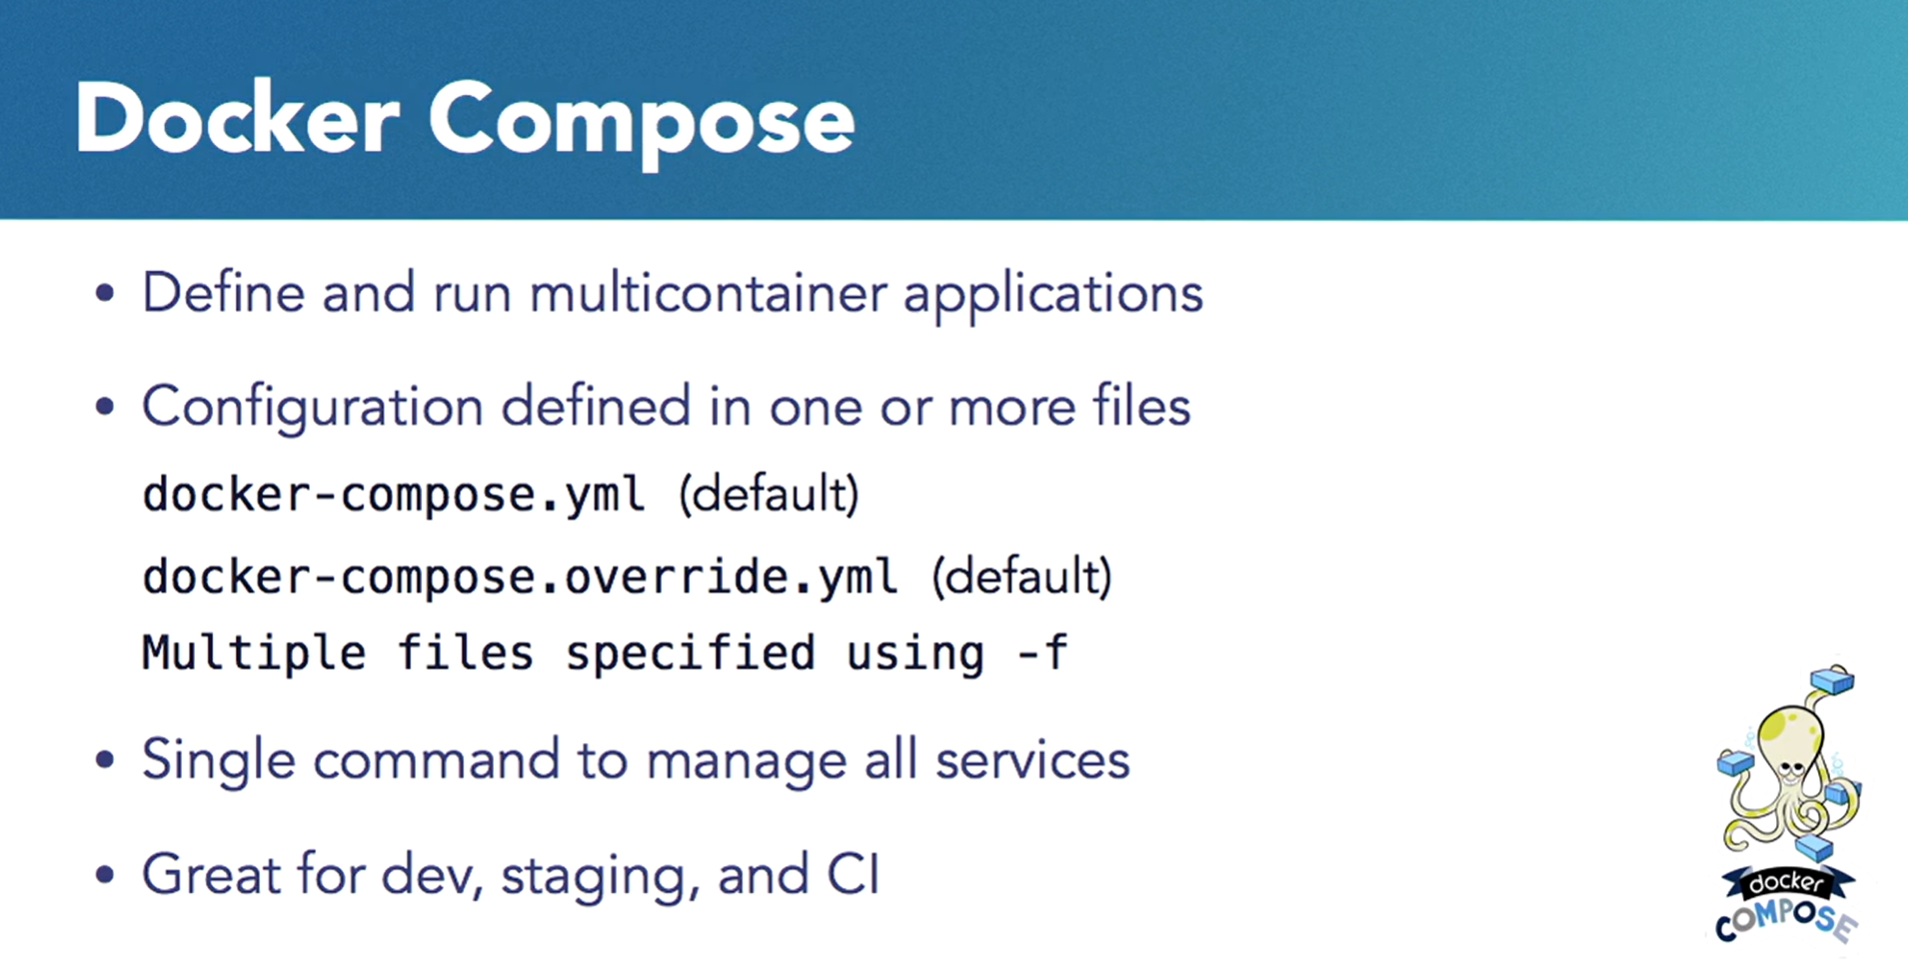 Docker Compose
• Define and run multicontainer applications
• Configuration defined in one or more files
docker-compose.yml (default)
docker-compose.override.yml (default)
Multiple files specified using -f
• Single command to manage all services
• Great for dev, staging, and CI
docker
COMPOSE